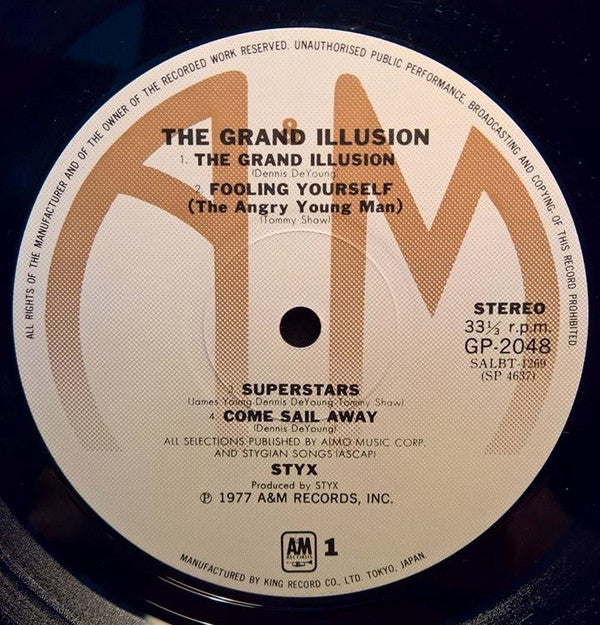 ALL RIGHTS OF THE MANUFACTURER AND OF THE OWNER OF THE RECORDED WORK RESERVED. UNAUTHORISED PUBLIC PERFORMANCE, BROADCASTING AND COPYING OF THIS RECORD PROHIBITED
A&M
THE GRAND ILLUSION
1. THE GRAND ILLUSION
(Dennis DeYoung)
2. FOOLING YOURSELF
(The Angry Young Man)
(Tommy Shaw)
STEREO
33⅓ r.p.m.
GP-2048
SALBT-1269
(SP 4637)
3. SUPERSTARS
(James Young-Dennis DeYoung-Tommy Shaw)
4. COME SAIL AWAY
(Dennis DeYoung)
ALL SELECTIONS PUBLISHED BY ALMO MUSIC CORP.
AND STYGIAN SONGS (ASCAP)
STYX
Produced by STYX
℗ 1977 A&M RECORDS, INC.
A&M
RECORDS
1
MANUFACTURED BY KING RECORD CO., LTD. TOKYO, JAPAN.